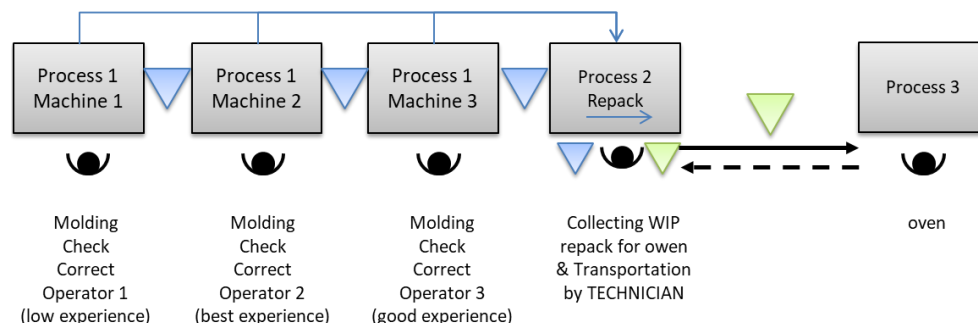 Process 1
Machine 1
Process 1
Machine 2
Process 1
Machine 3
Process 2
Repack
Process 3
Molding
Check
Correct
Operator 1
(low experience)
Molding
Check
Correct
Operator 2
(best experience)
Molding
Check
Correct
Operator 3
(good experience)
Collecting WIP
repack for owen
& Transportation
by TECHNICIAN
oven